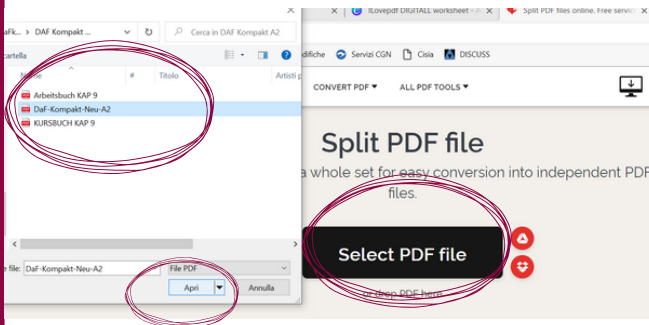 DAF Kompakt ...
Cerca in DAF Kompakt A2
cartella
Titolo
Artisti
Arbeitsbuch KAP 9
DaF-Kompakt-Neu-A2
KURSBUCH KAP 9
file: DaF-Kompakt-Neu-A2
File PDF
Apri
Annulla
ILovepdf DIGITALL worksheet -
Split PDF files online. Free servic
Servizi CGN
Cisia
DISCUSS
CONVERT PDF
ALL PDF TOOLS
Split PDF file
a whole set for easy conversion into independent PDF
files.
Select PDF file
or drop PDF here